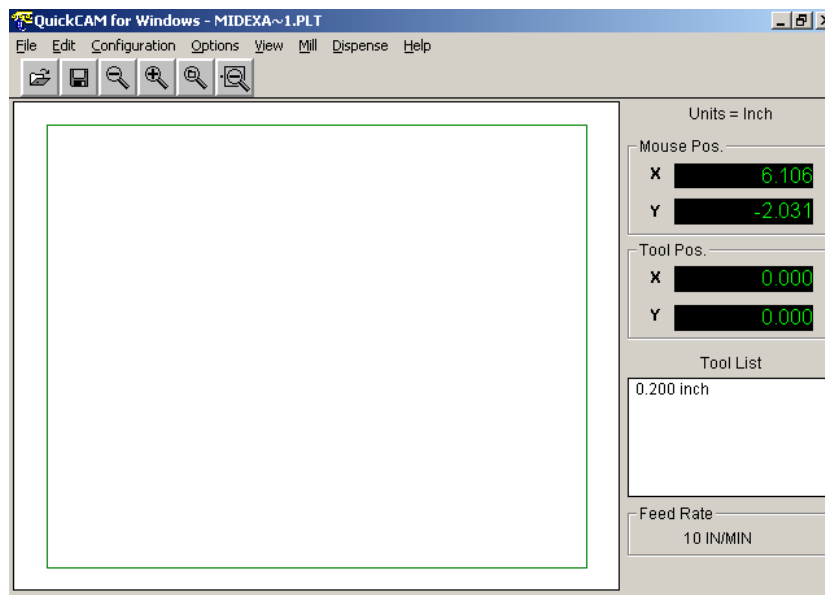 QuickCAM for Windows - MIDEXA~1.PLT
File Edit Configuration Options View Mill Dispense Help
Units = Inch
Mouse Pos.
X 6.106
Y -2.031
Tool Pos.
X 0.000
Y 0.000
Tool List
0.200 inch
Feed Rate
10 IN/MIN